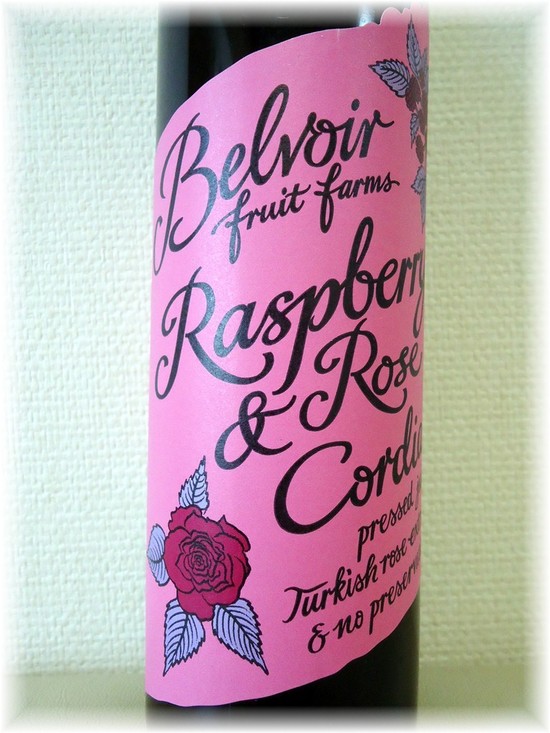 Belvoir
fruit farms
Raspberry
& Rose
Cordia
pressed
Turkish rose
& no preserv